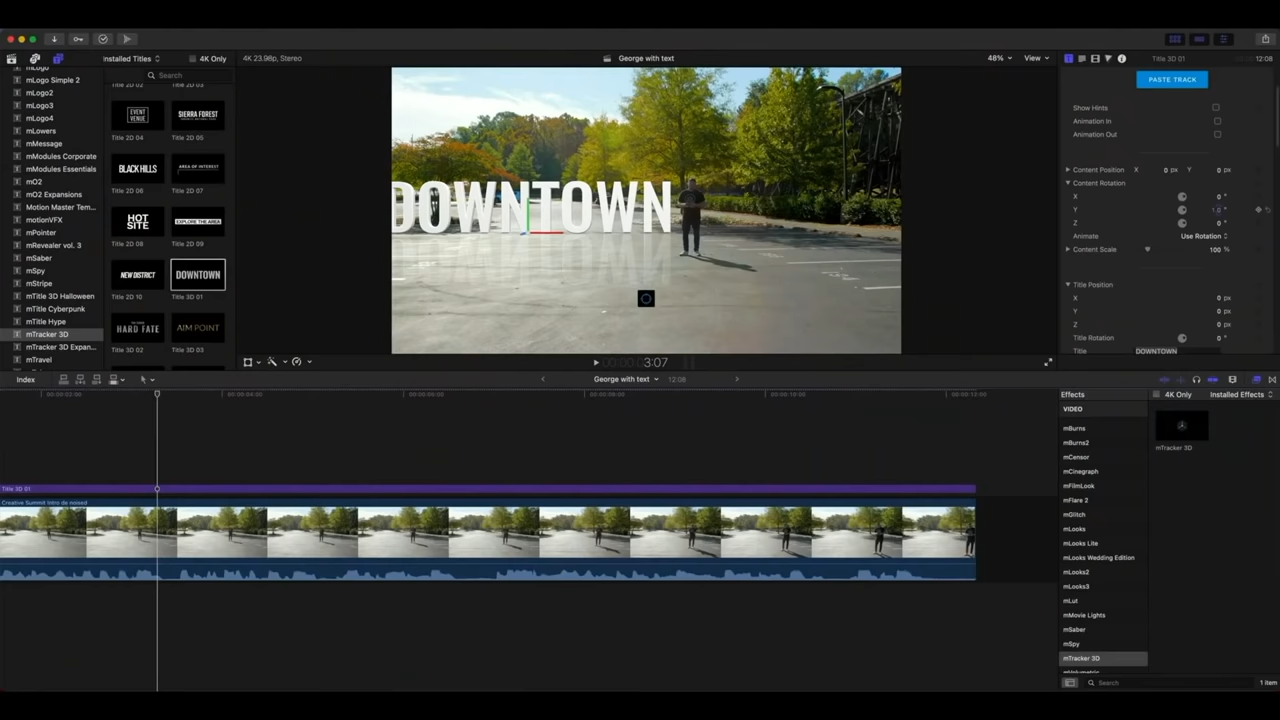 Installed Titles
4K Only
4K 23.98p, Stereo
George with text
48%
View
Title 3D 01
12:08
mLogo
mLogo Simple 2
mLogo2
mLogo3
mLogo4
mLowers
mMessage
mModules Corporate
mModules Essentials
mO2
mO2 Expansions
Motion Master Tem...
motionVFX
mPointer
mRevealer vol. 3
mSaber
mSpy
mStripe
mTitle 3D Halloween
mTitle Cyberpunk
mTitle Hype
mTracker 3D
mTracker 3D Expan...
mTravel
Search
Title 2D 02
Title 2D 03
EVENT
VENUE
SIERRA FOREST
Title 2D 04
Title 2D 05
BLACK HILLS
AREA OF INTEREST
Title 2D 06
Title 2D 07
HOT
SITE
EXPLORE THE AREA
Title 2D 08
Title 2D 09
NEW DISTRICT
DOWNTOWN
Title 2D 10
Title 3D 01
HARD FATE
AIM POINT
Title 3D 02
Title 3D 03
DOWNTOWN
3:07
PASTE TRACK
Show Hints
Animation In
Animation Out
Content Position X 0 px Y 0 px
Content Rotation
X 0 °
Y 1.0 °
Z 0 °
Animate Use Rotation
Content Scale 100 %
Title Position
X 0 px
Y 0 px
Z 0 px
Title Rotation 0 °
Title DOWNTOWN
Index
George with text
12:08
00:00:02:00
00:00:04:00
00:00:06:00
00:00:08:00
00:00:10:00
00:00:12:00
Title 3D 01
Creative Summit Intro de noised
Effects
4K Only
Installed Effects
VIDEO
mBurns
mBurns2
mCensor
mCinegraph
mFilmLook
mFlare 2
mGlitch
mLooks
mLooks Lite
mLooks Wedding Edition
mLooks2
mLooks3
mLut
mMovie Lights
mSaber
mSpy
mTracker 3D
mVolumetric
mTracker 3D
Search
1 item